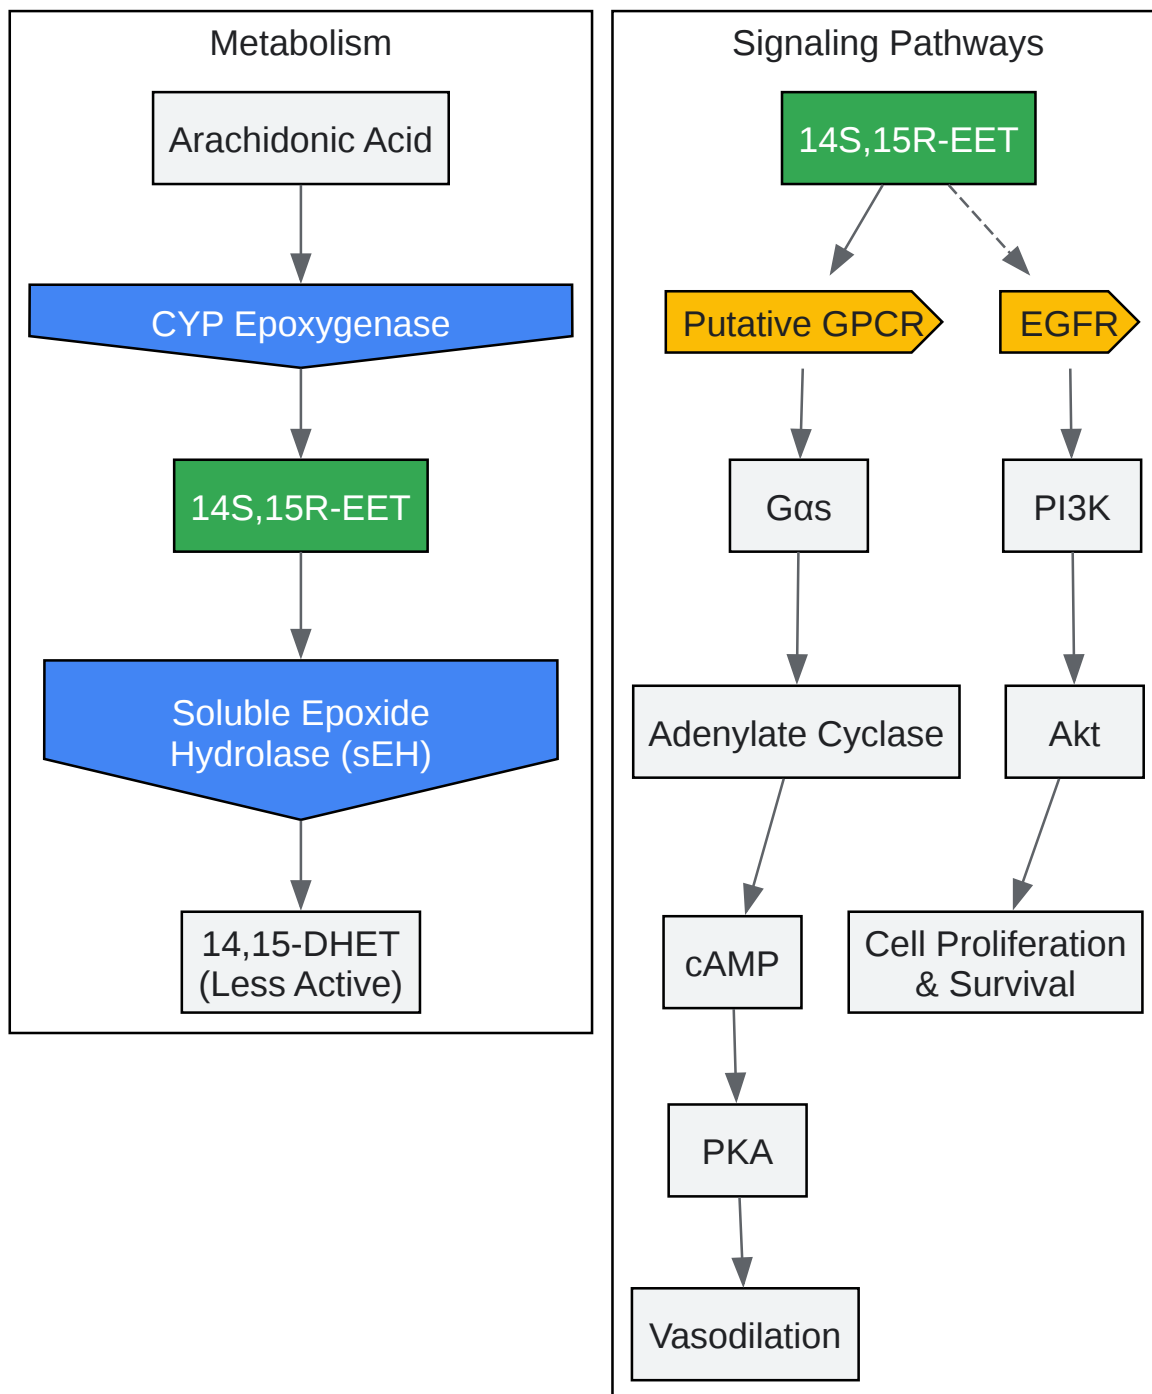 Metabolism
Arachidonic Acid
CYP Epoxygenase
14S,15R-EET
Soluble Epoxide
Hydrolase (sEH)
14,15-DHET
(Less Active)
Signaling Pathways
14S,15R-EET
Putative GPCR
EGFR
Gαs
PI3K
Adenylate Cyclase
Akt
cAMP
Cell Proliferation
& Survival
PKA
Vasodilation